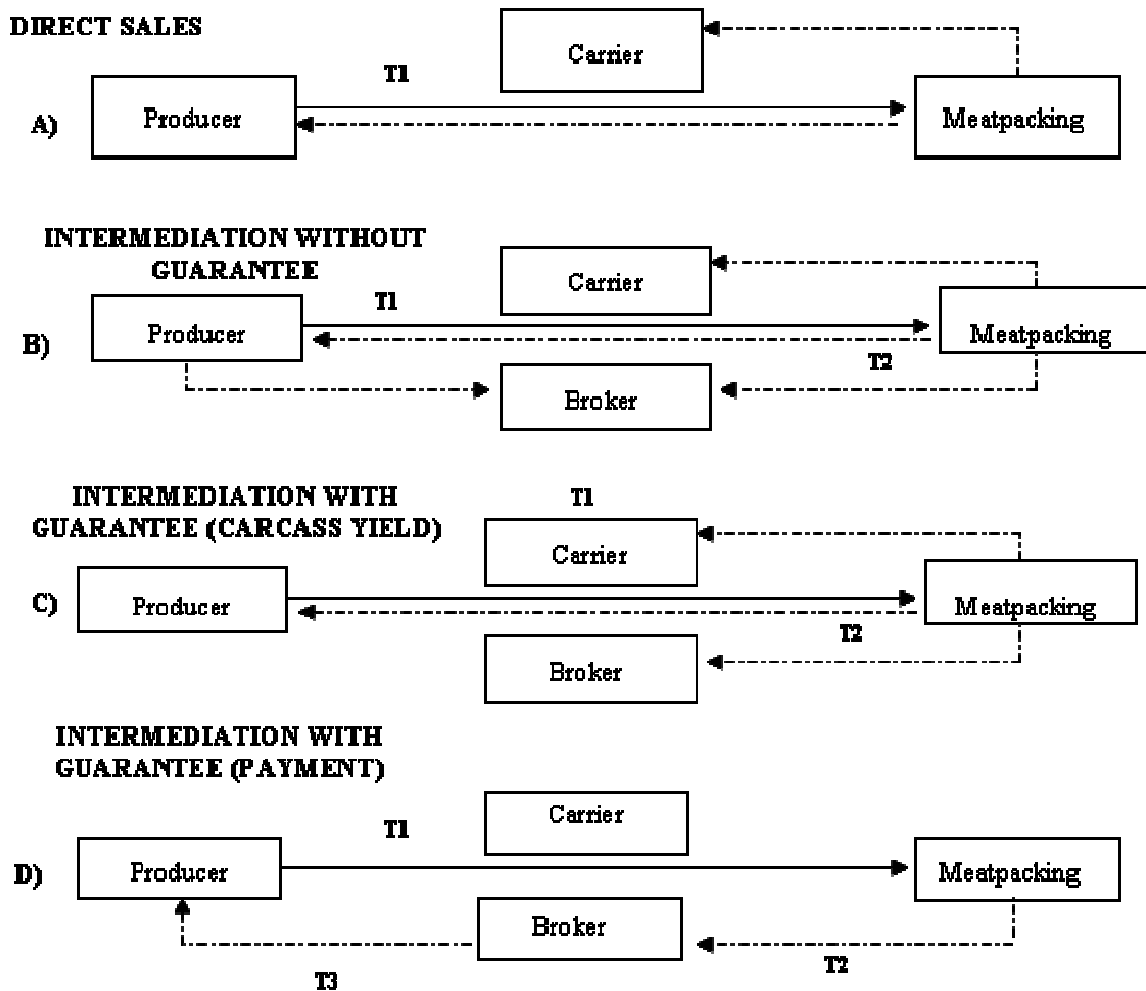 DIRECT SALES
Carrier
T1
A)
Producer
Meatpacking
INTERMEDIATION WITHOUT
GUARANTEE
Carrier
T1
B)
Producer
Meatpacking
T2
Broker
INTERMEDIATION WITH
GUARANTEE (CARCASS YIELD)
T1
Carrier
C)
Producer
Meatpacking
T2
Broker
INTERMEDIATION WITH
GUARANTEE (PAYMENT)
Carrier
T1
D)
Producer
Meatpacking
Broker
T2
T3